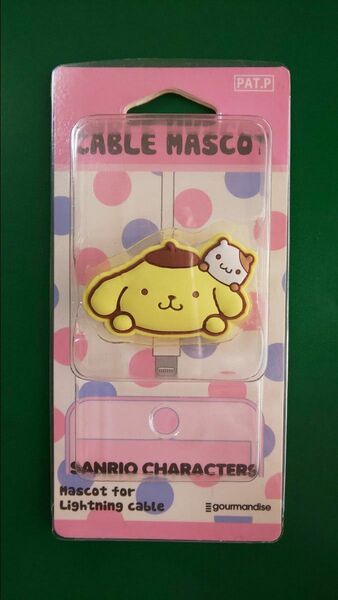 PAT.P
CABLE MASCOT
SANRIO CHARACTERS
Mascot for
Lightning cable
gourmandise